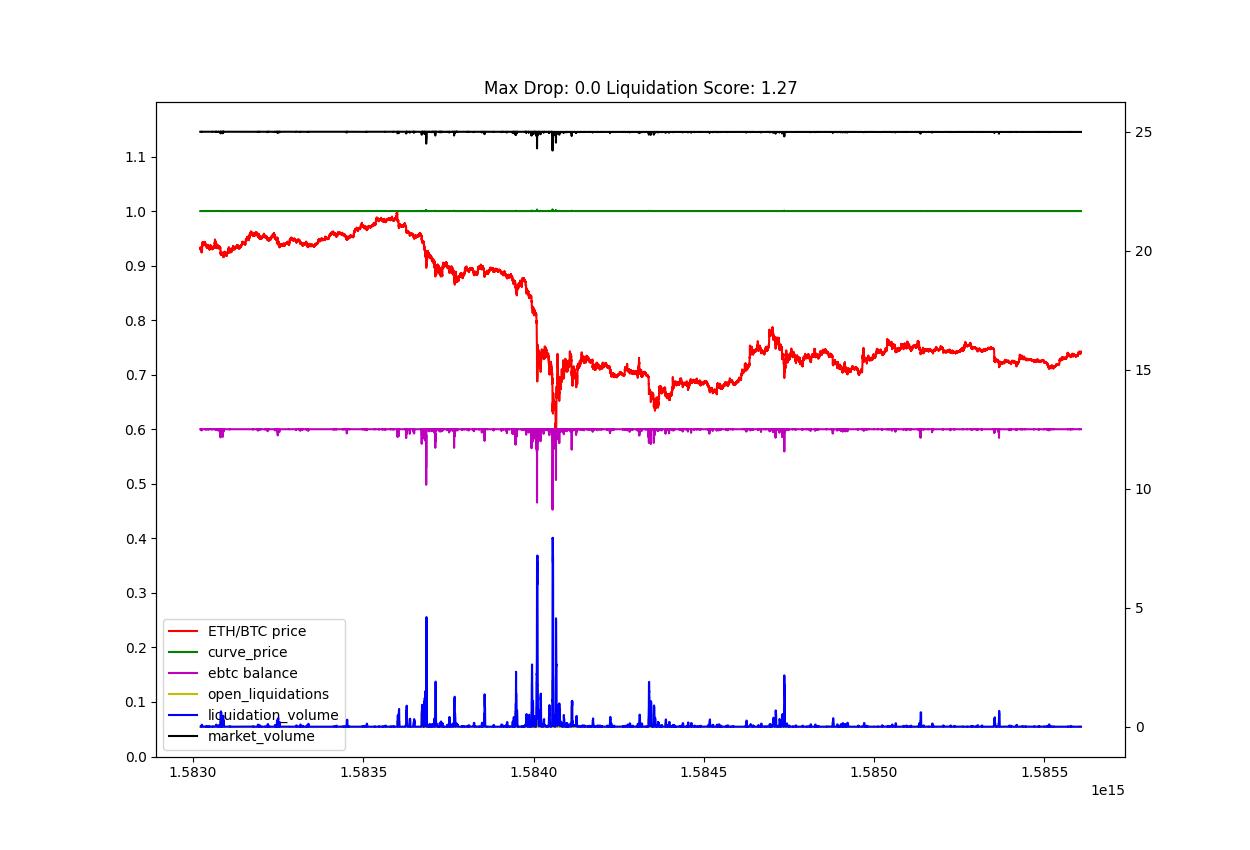 Max Drop: 0.0 Liquidation Score: 1.27
1.1
1.0
0.9
0.8
0.7
0.6
0.5
0.4
0.3
0.2
0.1
0.0
25
20
15
10
5
0
ETH/BTC price
curve_price
ebtc balance
open_liquidations
liquidation_volume
market_volume
1.5830 1.5835 1.5840 1.5845 1.5850 1.5855
1e15